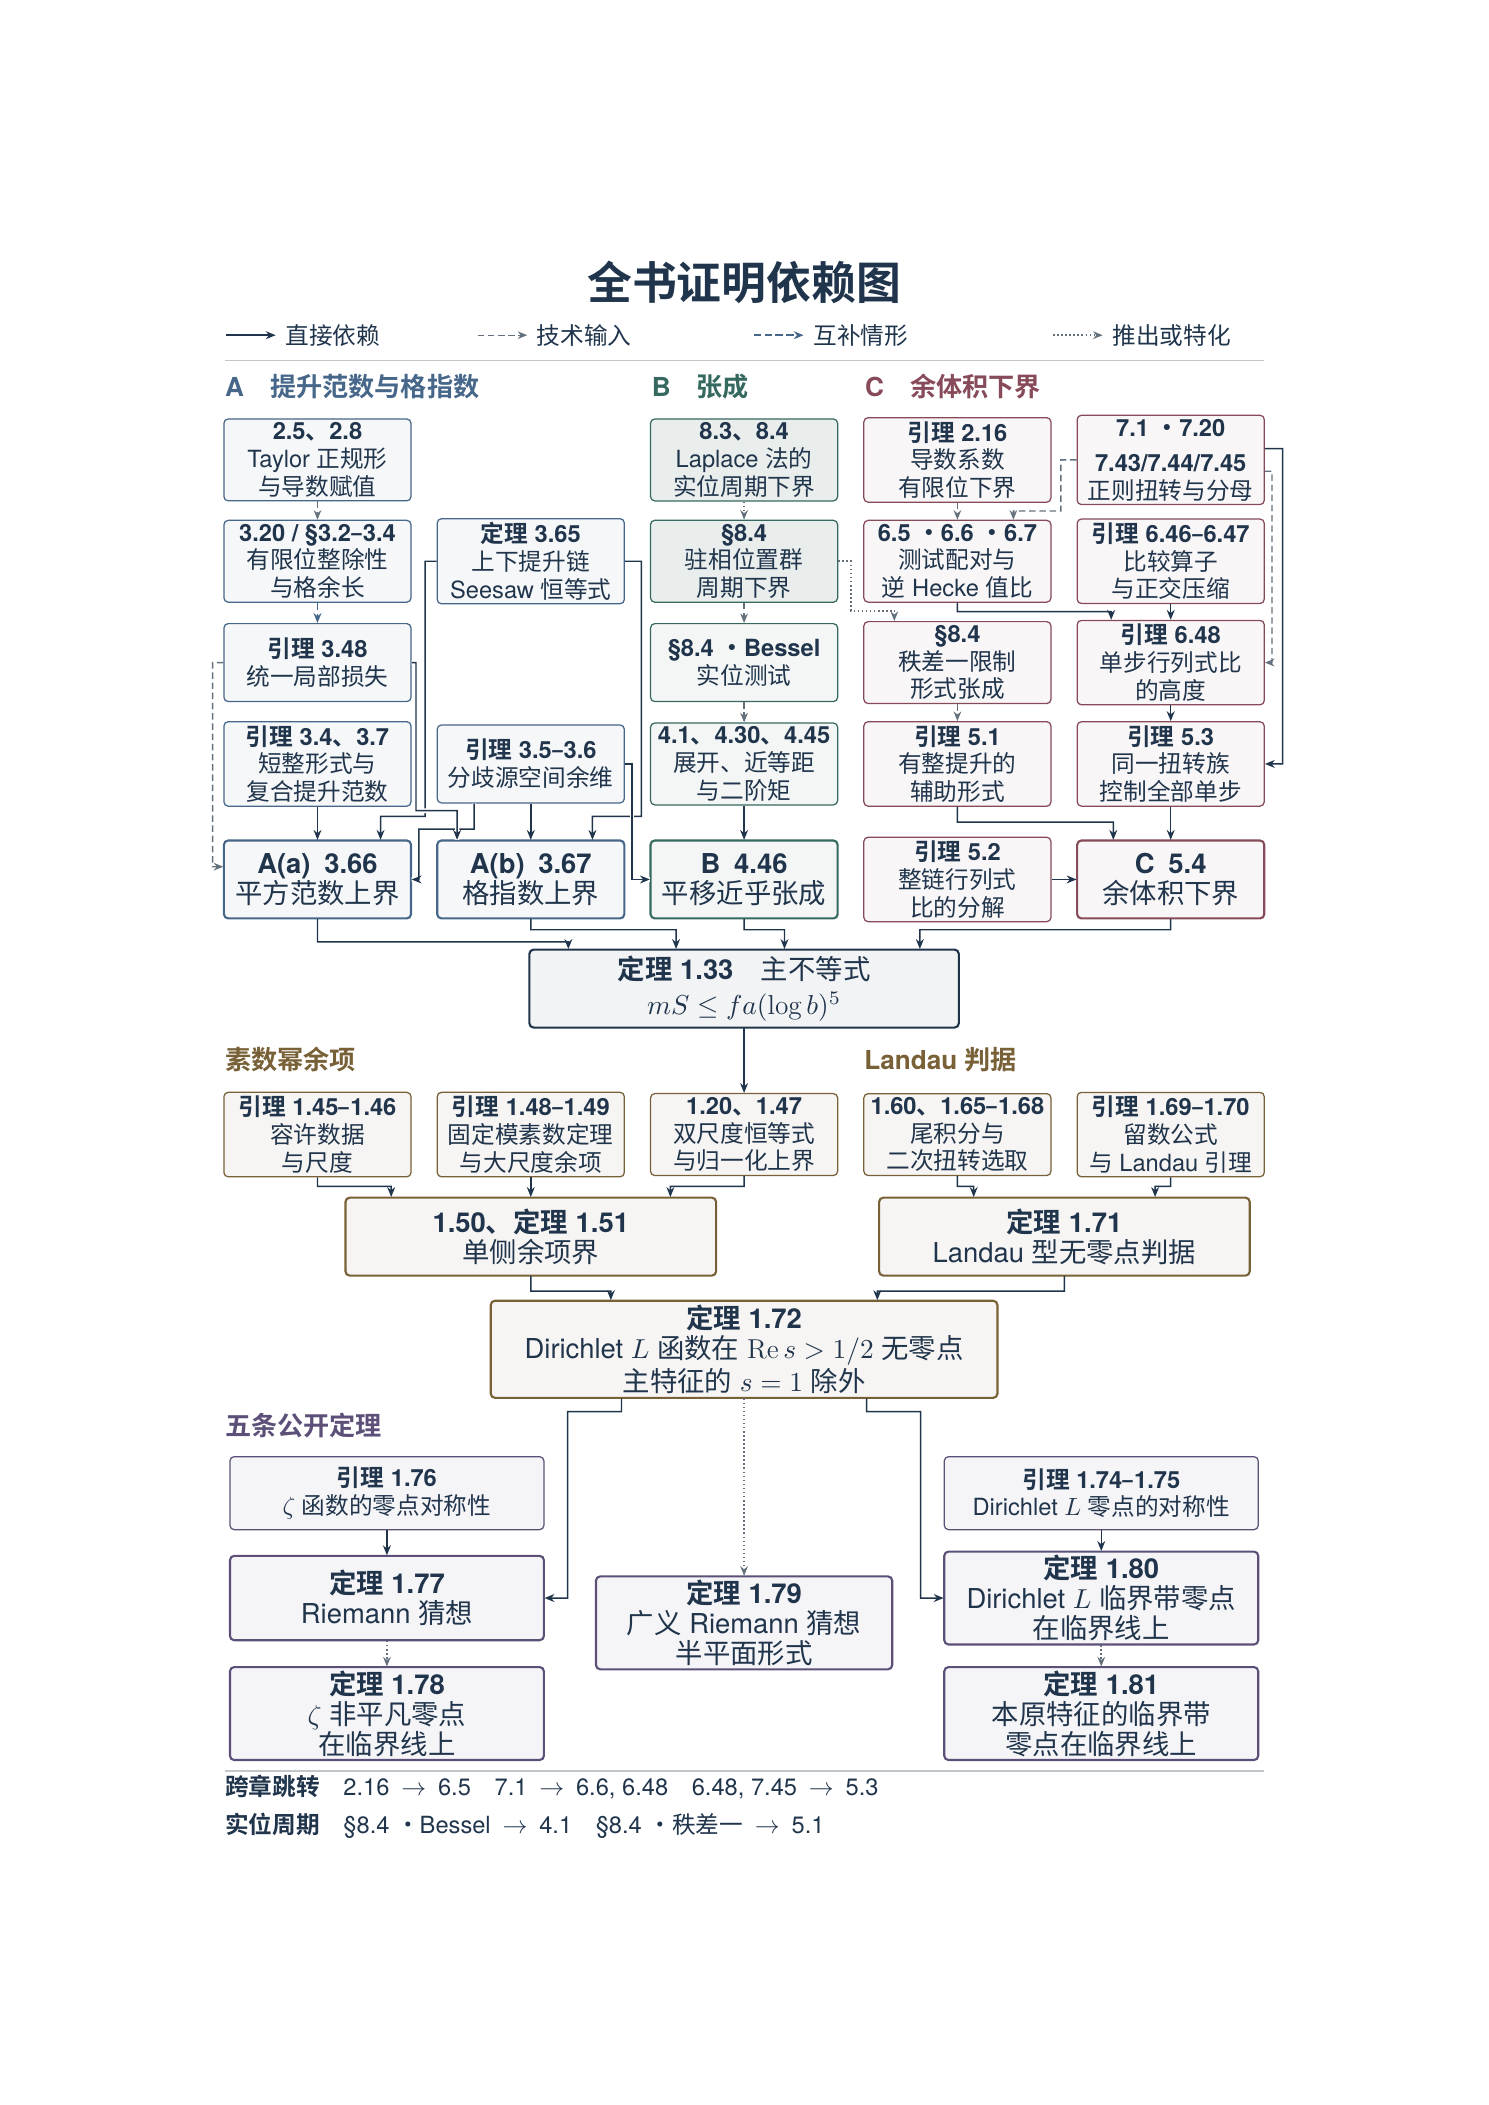 全书证明依赖图
直接依赖
技术输入
互补情形
推出或特化
A 提升范数与格指数
B 张成
C 余体积下界
2.5、2.8
Taylor 正规形
与导数赋值
8.3、8.4
Laplace 法的
实位周期下界
引理 2.16
导数系数
有限位下界
7.1 · 7.20
7.43/7.44/7.45
正则扭转与分母
3.20 / §3.2–3.4
有限位整除性
与格余长
定理 3.65
上下提升链
Seesaw 恒等式
§8.4
驻相位置群
周期下界
6.5 · 6.6 · 6.7
测试配对与
逆 Hecke 值比
引理 6.46–6.47
比较算子
与正交压缩
引理 3.48
统一局部损失
§8.4 · Bessel
实位测试
§8.4
秩差一限制
形式张成
引理 6.48
单步行列式比
的高度
引理 3.4、3.7
短整形式与
复合提升范数
引理 3.5–3.6
分歧源空间余维
4.1、4.30、4.45
展开、近等距
与二阶矩
引理 5.1
有整提升的
辅助形式
引理 5.3
同一扭转族
控制全部单步
A(a) 3.66
平方范数上界
A(b) 3.67
格指数上界
B 4.46
平移近乎张成
引理 5.2
整链行列式
比的分解
C 5.4
余体积下界
定理 1.33 主不等式
$mS \leq fa(\log b)^5$
素数幂余项
Landau 判据
引理 1.45–1.46
容许数据
与尺度
引理 1.48–1.49
固定模素数定理
与大尺度余项
1.20、1.47
双尺度恒等式
与归一化上界
1.60、1.65–1.68
尾积分与
二次扭转选取
引理 1.69–1.70
留数公式
与 Landau 引理
1.50、定理 1.51
单侧余项界
定理 1.71
Landau 型无零点判据
定理 1.72
Dirichlet L 函数在 Re s > 1/2 无零点
主特征的 s = 1 除外
五条公开定理
引理 1.76
ζ 函数的零点对称性
引理 1.74–1.75
Dirichlet L 零点的对称性
定理 1.77
Riemann 猜想
定理 1.79
广义 Riemann 猜想
半平面形式
定理 1.80
Dirichlet L 临界带零点
在临界线上
定理 1.78
ζ 非平凡零点
在临界线上
定理 1.81
本原特征的临界带
零点在临界线上
跨章跳转 2.16 → 6.5 7.1 → 6.6, 6.48 6.48, 7.45 → 5.3
实位周期 §8.4 · Bessel → 4.1 §8.4 · 秩差一 → 5.1